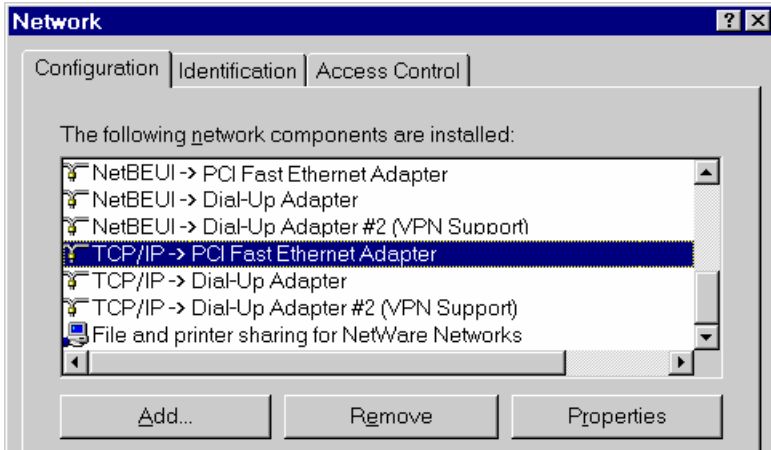 Network
Configuration Identification Access Control
The following network components are installed:
NetBEUI -> PCI Fast Ethernet Adapter
NetBEUI -> Dial-Up Adapter
NetBEUI -> Dial-Up Adapter #2 (VPN Support)
TCP/IP -> PCI Fast Ethernet Adapter
TCP/IP -> Dial-Up Adapter
TCP/IP -> Dial-Up Adapter #2 (VPN Support)
File and printer sharing for NetWare Networks
Add... Remove Properties